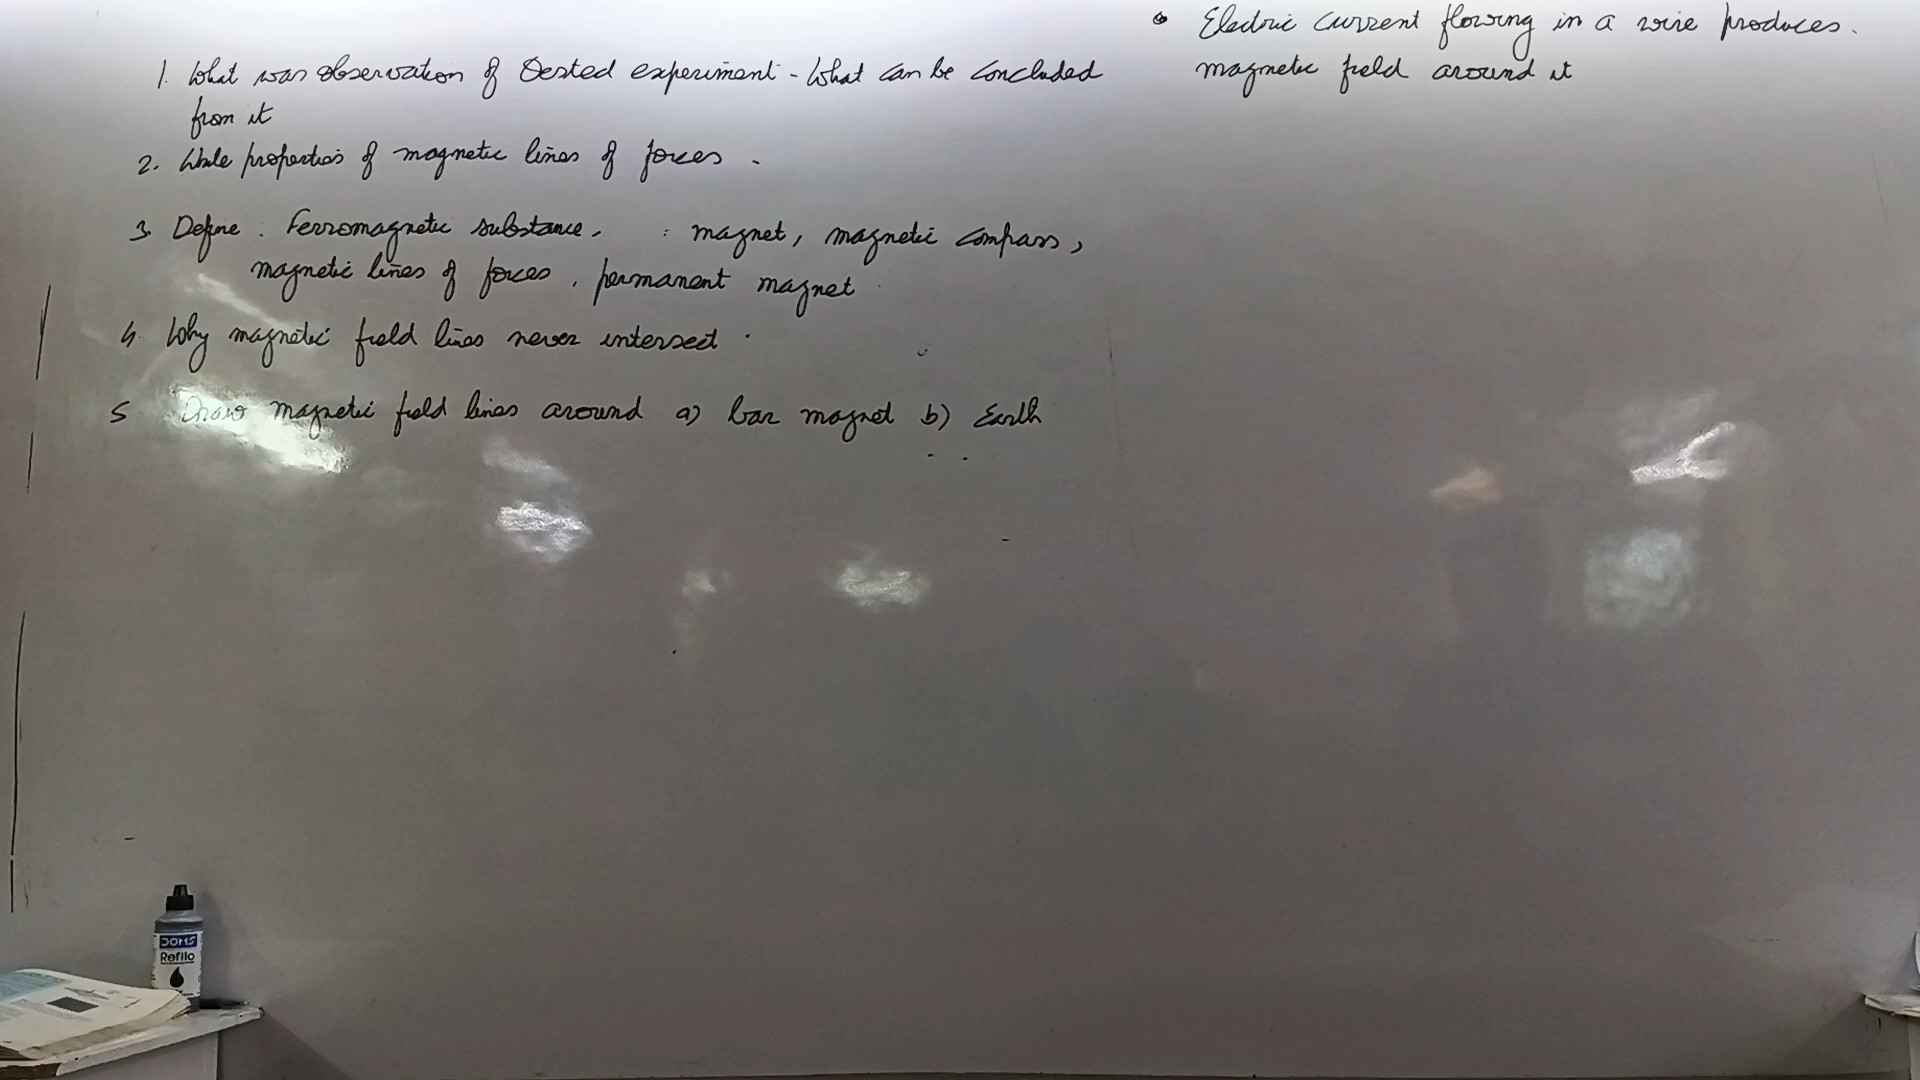 1. What was observation of Oested experiment - What can be concluded
from it
2. Write properties of magnetic lines of forces .
3. Define : Ferromagnetic substance, : magnet, magnetic compass,
magnetic lines of forces , permanent magnet
4. Why magnetic field lines never intersect .
5 Draw magnetic field lines around a) bar magnet b) Earth
• Electric current flowing in a wire produces .
magnetic field around it
DOMS
Refilo